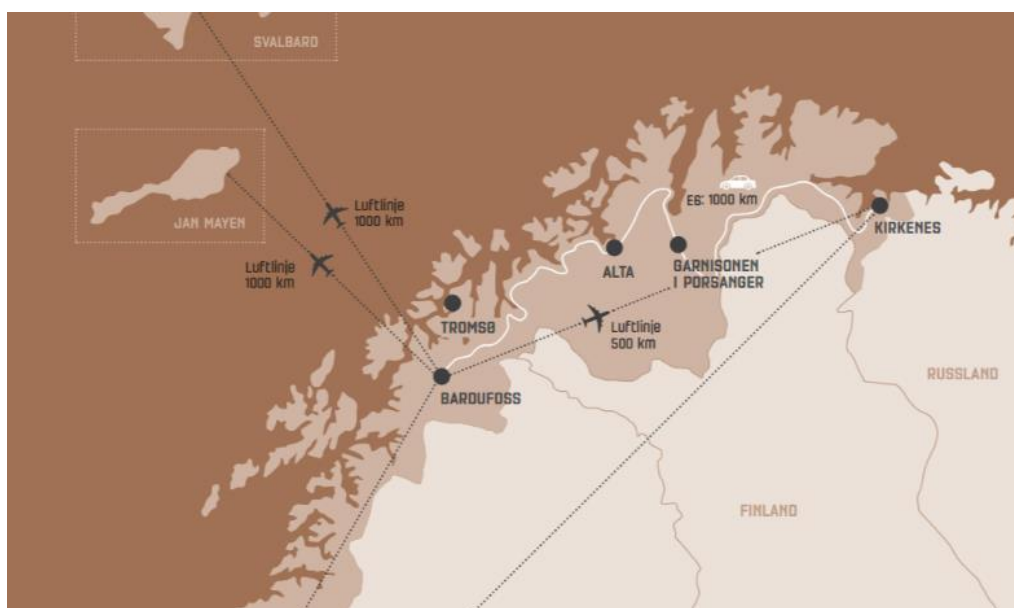 SVALBARD
JAN MAYEN
Luftlinje
1000 km
Luftlinje
1000 km
E6: 1000 km
KIRKENES
ALTA
GARNISONEN
I PORSANGER
TROMSØ
Luftlinje
500 km
BARDUFOSS
RUSSLAND
FINLAND